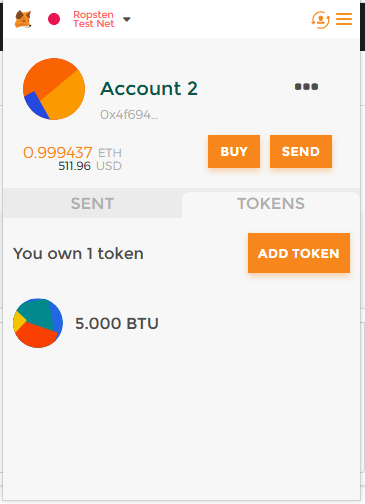 Ropsten
Test Net
Account 2
0x4f694...
0.999437 ETH
511.96 USD
BUY
SEND
SENT
TOKENS
You own 1 token
ADD TOKEN
5.000 BTU